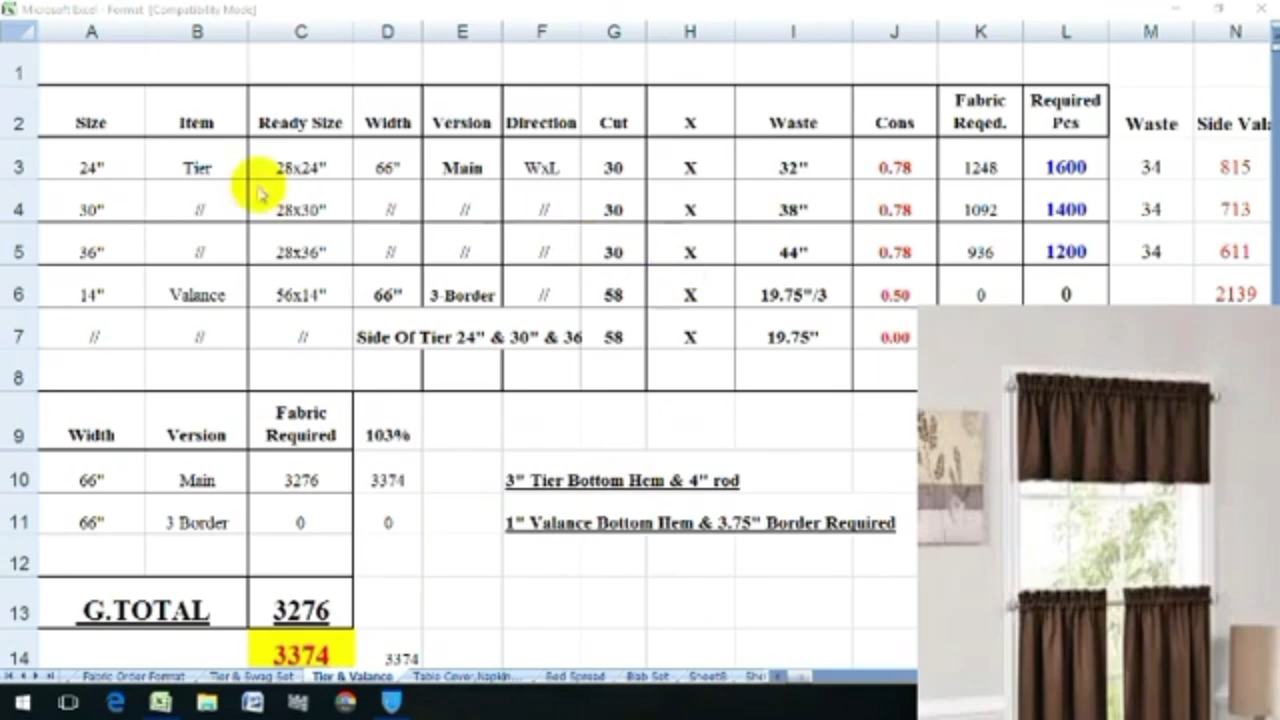 Microsoft Excel - Format [Compatibility Mode]
A B C D E F G H I J K L M N
1
2 Size Item Ready Size Width Version Direction Cut X Waste Cons Fabric Reqed. Required Pcs Waste Side Val
3 24" Tier 28x24" 66" Main WxL 30 X 32" 0.78 1248 1600 34 815
4 30" // 28x30" // // // 30 X 38" 0.78 1092 1400 34 713
5 36" // 28x36" // // // 30 X 44" 0.78 936 1200 34 611
6 14" Valance 56x14" 66" 3-Border // 58 X 19.75"/3 0.50 0 0 2139
7 // // // Side Of Tier 24" & 30" & 36 58 X 19.75" 0.00
8
9 Width Version Fabric Required 103%
10 66" Main 3276 3374 3" Tier Bottom Hem & 4" rod
11 66" 3 Border 0 0 1" Valance Bottom Hem & 3.75" Border Required
12
13 G.TOTAL 3276
14 3374 3374
Fabric Order Format Tier & Swag Set Tier & Valance Table Cover,Napkin... Bed Spread Bab Set Sheet8 She